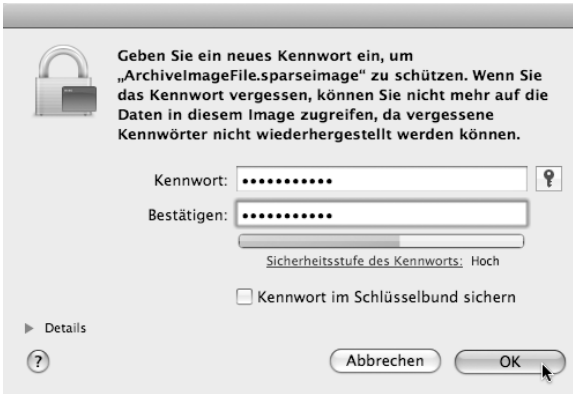 Geben Sie ein neues Kennwort ein, um
„ArchiveImageFile.sparseimage“ zu schützen. Wenn Sie
das Kennwort vergessen, können Sie nicht mehr auf die
Daten in diesem Image zugreifen, da vergessene
Kennwörter nicht wiederhergestellt werden können.
Kennwort: •••••••••••
Bestätigen: •••••••••••
Sicherheitsstufe des Kennworts: Hoch
Kennwort im Schlüsselbund sichern
Details
?
Abbrechen OK